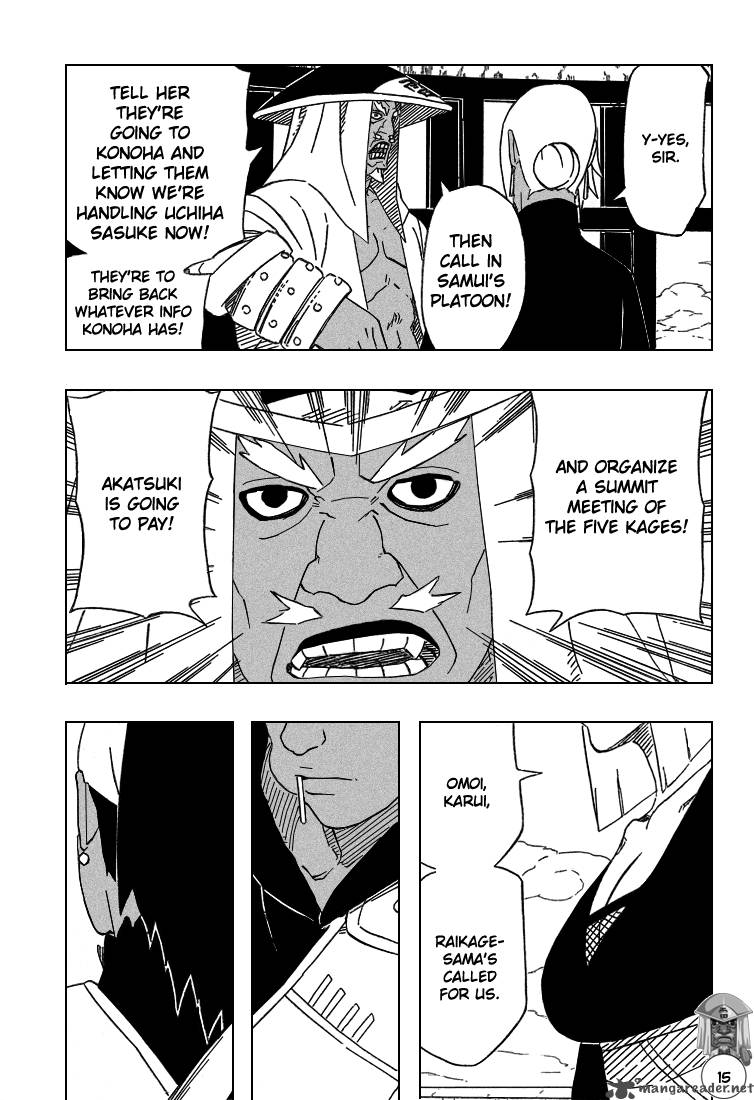 Y-YES,
SIR.
THEN
CALL IN
SAMUI'S
PLATOON!
TELL HER
THEY'RE
GOING TO
KONOHA AND
LETTING THEM
KNOW WE'RE
HANDLING UCHIHA
SASUKE NOW!
THEY'RE TO
BRING BACK
WHATEVER INFO
KONOHA HAS!
AND ORGANIZE
A SUMMIT
MEETING OF
THE FIVE KAGES!
AKATSUKI
IS GOING
TO PAY!
OMOI,
KARUI,
RAIKAGE-
SAMA'S
CALLED
FOR US.
15
mangareader.net